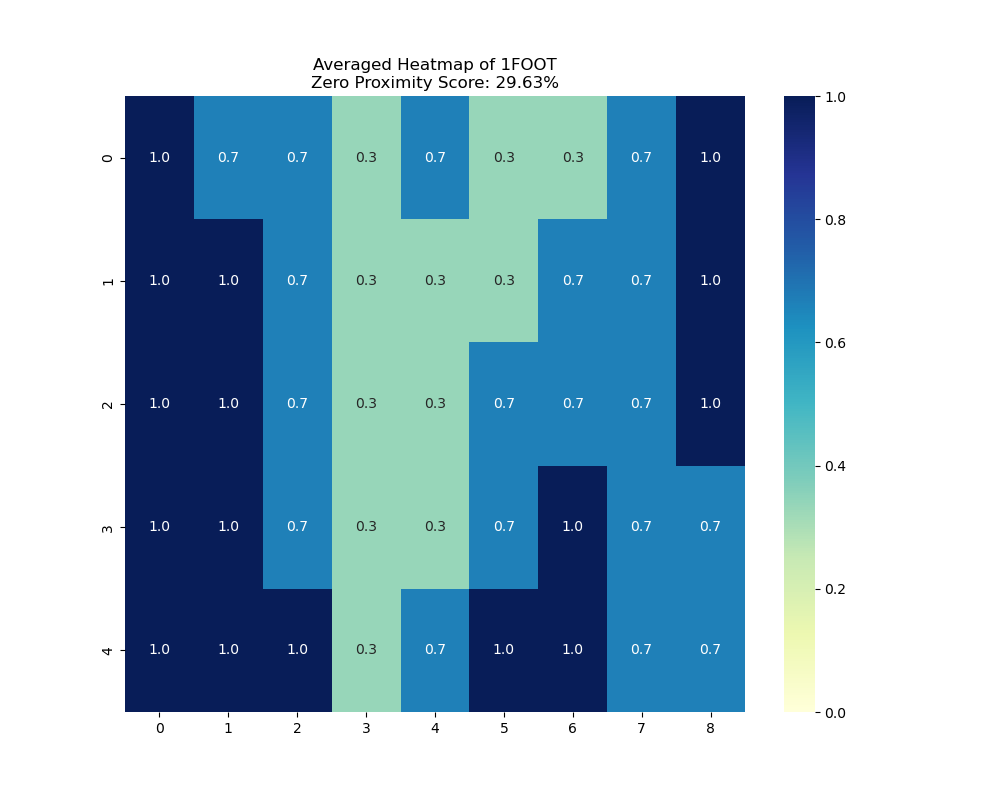 Averaged Heatmap of 1FOOT
Zero Proximity Score: 29.63%
0 1.0 0.7 0.7 0.3 0.7 0.3 0.3 0.7 1.0
1 1.0 1.0 0.7 0.3 0.3 0.3 0.7 0.7 1.0
2 1.0 1.0 0.7 0.3 0.3 0.7 0.7 0.7 1.0
3 1.0 1.0 0.7 0.3 0.3 0.7 1.0 0.7 0.7
4 1.0 1.0 1.0 0.3 0.7 1.0 1.0 0.7 0.7
0 1 2 3 4 5 6 7 8
1.0
0.8
0.6
0.4
0.2
0.0